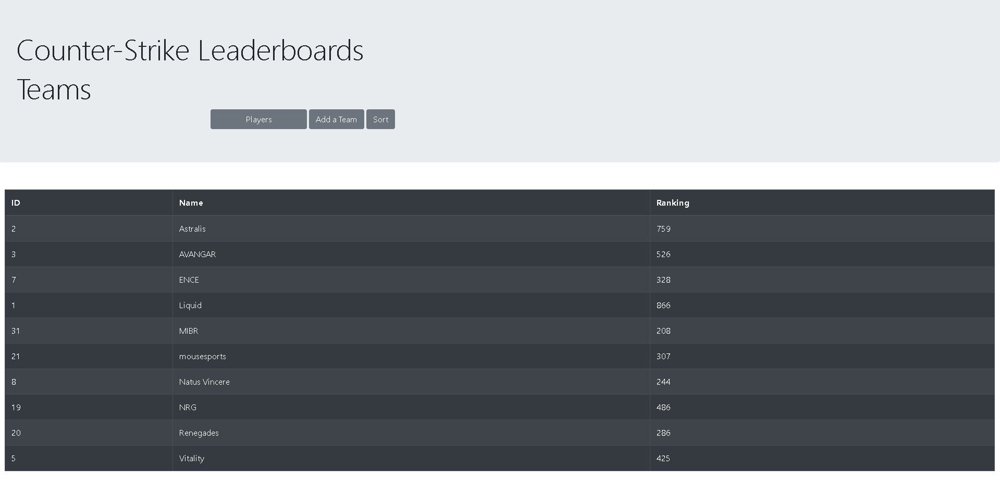 Counter-Strike Leaderboards
Teams
Players Add a Team Sort
ID Name Ranking
2 Astralis 759
3 AVANGAR 526
7 ENCE 328
1 Liquid 866
31 MIBR 208
21 mousesports 307
8 Natus Vincere 244
19 NRG 486
20 Renegades 286
5 Vitality 425